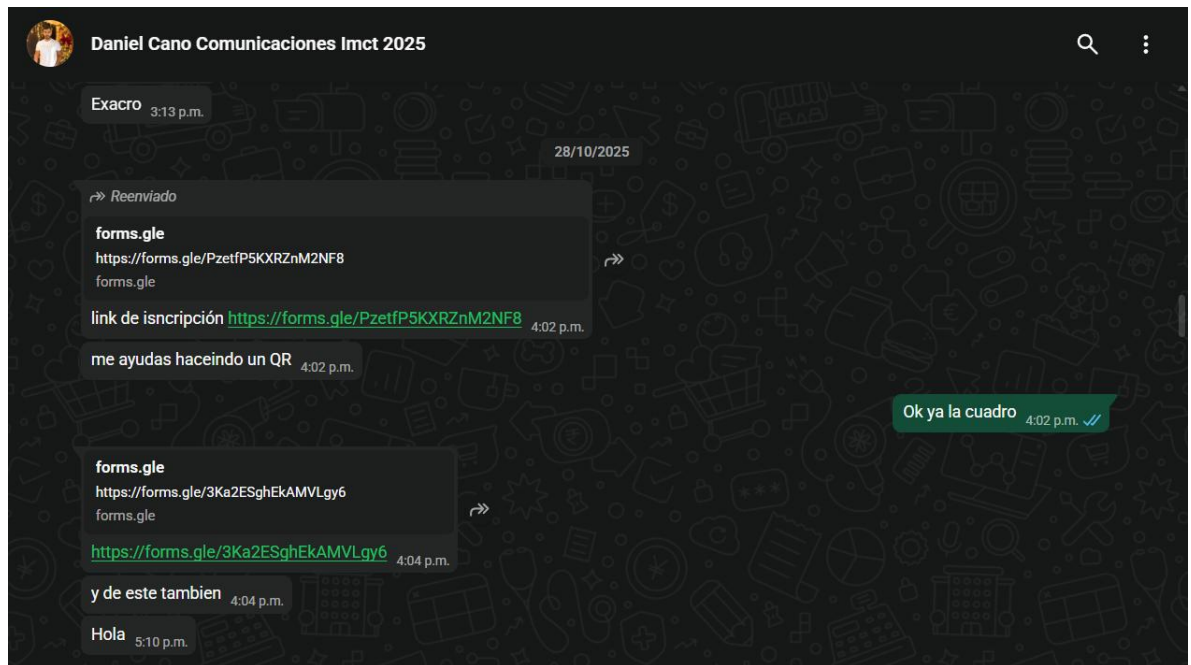 Daniel Cano Comunicaciones Imct 2025
Exacro 3:13 p.m.
28/10/2025
Reenviado
forms.gle
https://forms.gle/PzetfP5KXRZnM2NF8
forms.gle
link de isncripción https://forms.gle/PzetfP5KXRZnM2NF8 4:02 p.m.
me ayudas haceindo un QR 4:02 p.m.
Ok ya la cuadro 4:02 p.m.
forms.gle
https://forms.gle/3Ka2ESghEkAMVLgy6
forms.gle
https://forms.gle/3Ka2ESghEkAMVLgy6 4:04 p.m.
y de este tambien 4:04 p.m.
Hola 5:10 p.m.